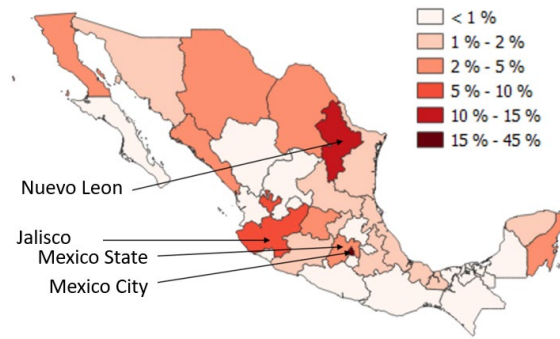 < 1 %
1 % - 2 %
2 % - 5 %
5 % - 10 %
10 % - 15 %
15 % - 45 %
Nuevo Leon
Jalisco
Mexico State
Mexico City